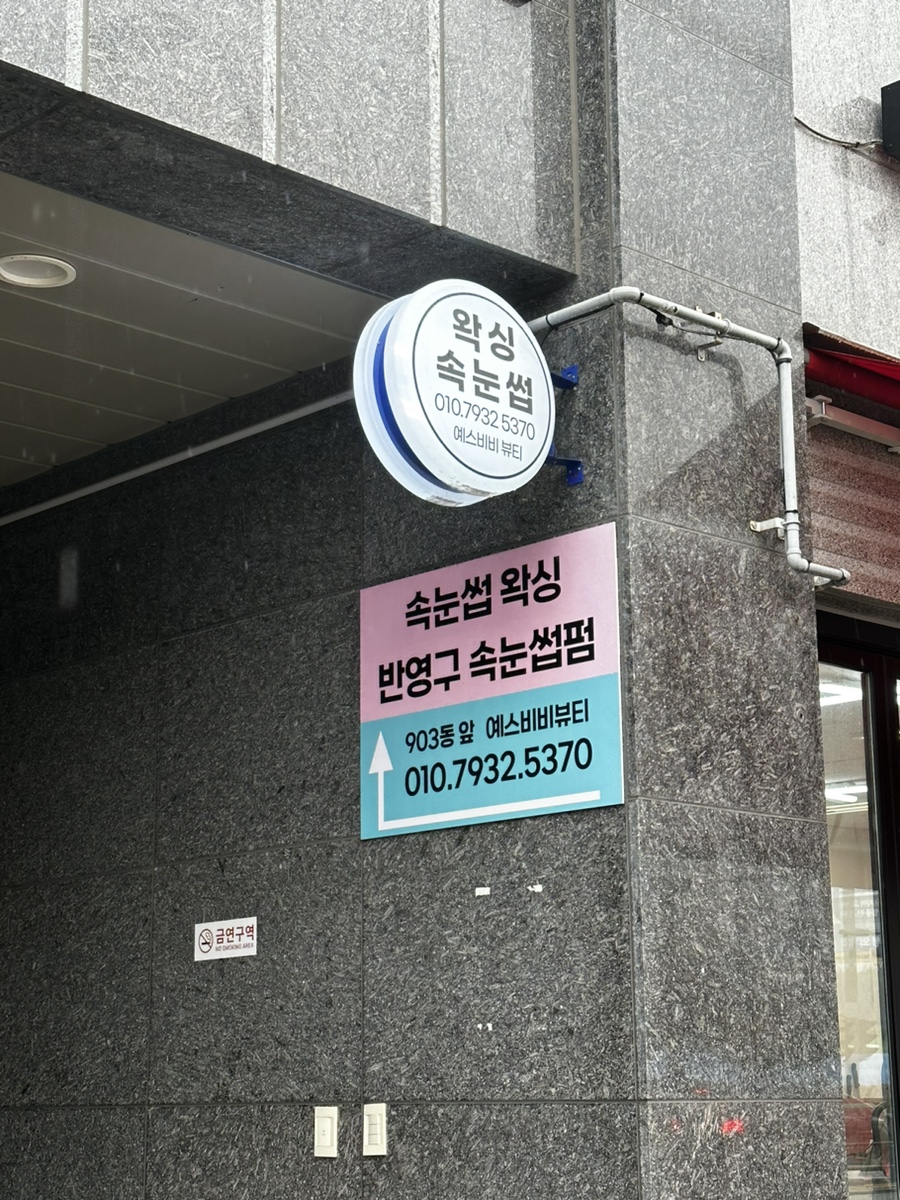 왁싱
속눈썹
010.7932 5370
예스비비 뷰티
속눈썹 왁싱
반영구 속눈썹펌
903동 앞 예스비비뷰티
010.7932.5370
금연구역
NO SMOKING AREA